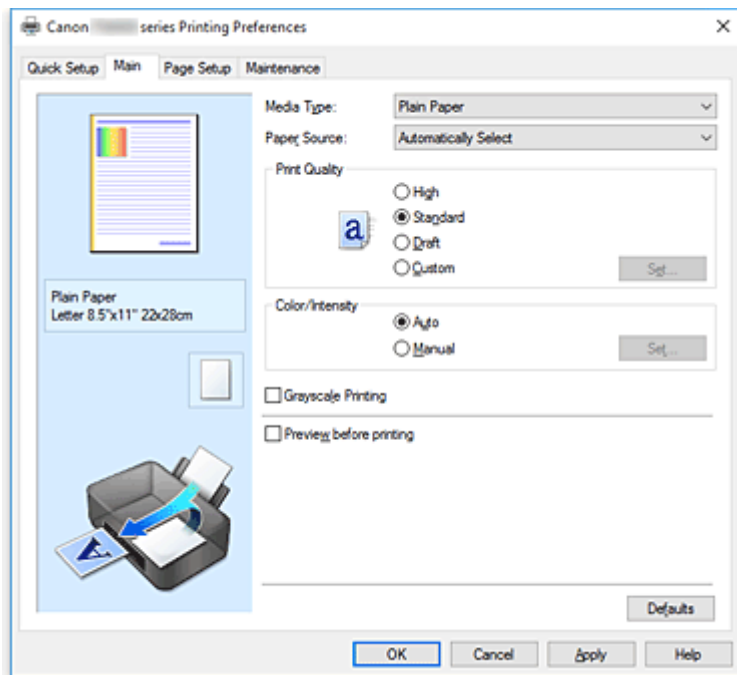 Canon series Printing Preferences
Quick Setup Main Page Setup Maintenance
Media Type: Plain Paper
Paper Source: Automatically Select
Print Quality
High
a Standard
Draft
Custom Set...
Plain Paper
Letter 8.5"x11" 22x28cm
Color/Intensity
Auto
Manual Set...
Grayscale Printing
Preview before printing
A
Defaults
OK Cancel Apply Help